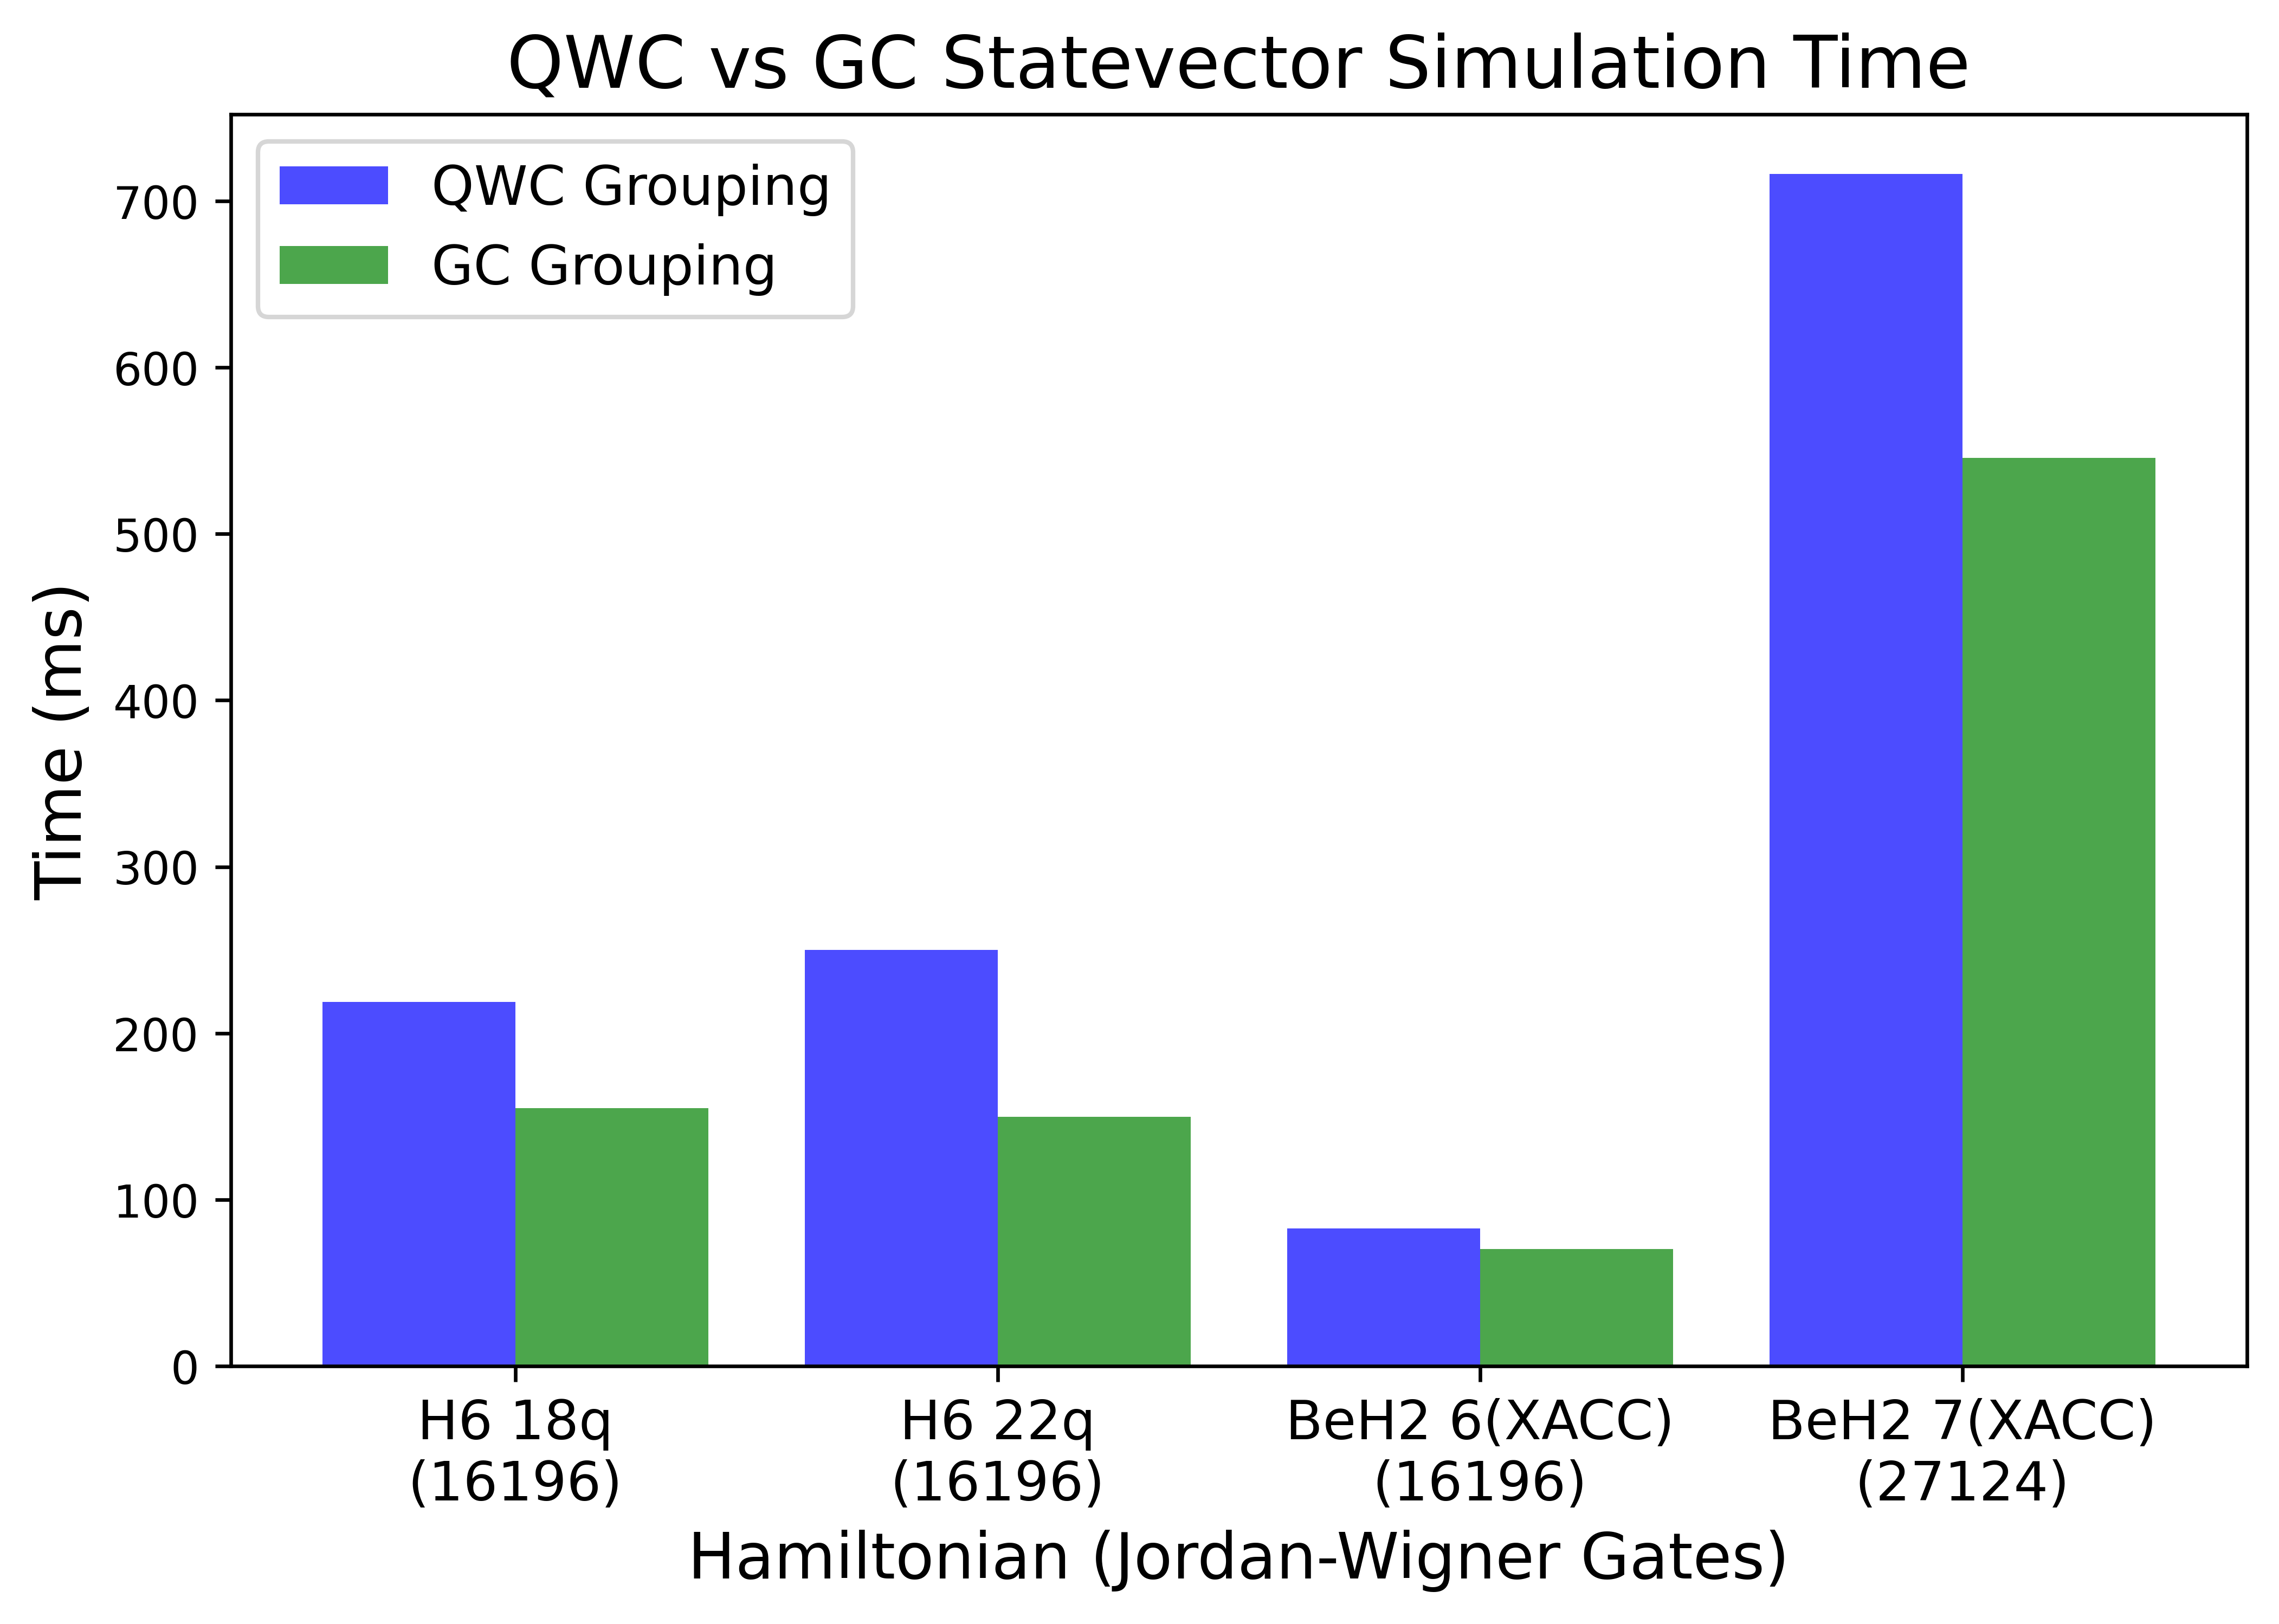 QWC vs GC Statevector Simulation Time
QWC Grouping
GC Grouping
Time (ms)
700
600
500
400
300
200
100
0
H6 18q
(16196)
H6 22q
(16196)
BeH2 6(XACC)
(16196)
BeH2 7(XACC)
(27124)
Hamiltonian (Jordan-Wigner Gates)